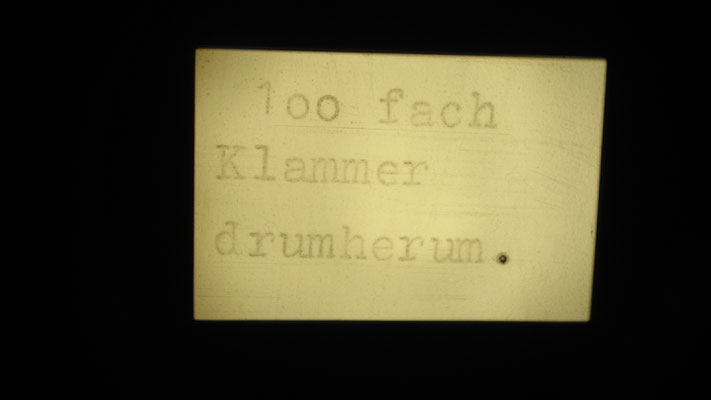 1oo fach
Klammer
drumherum.